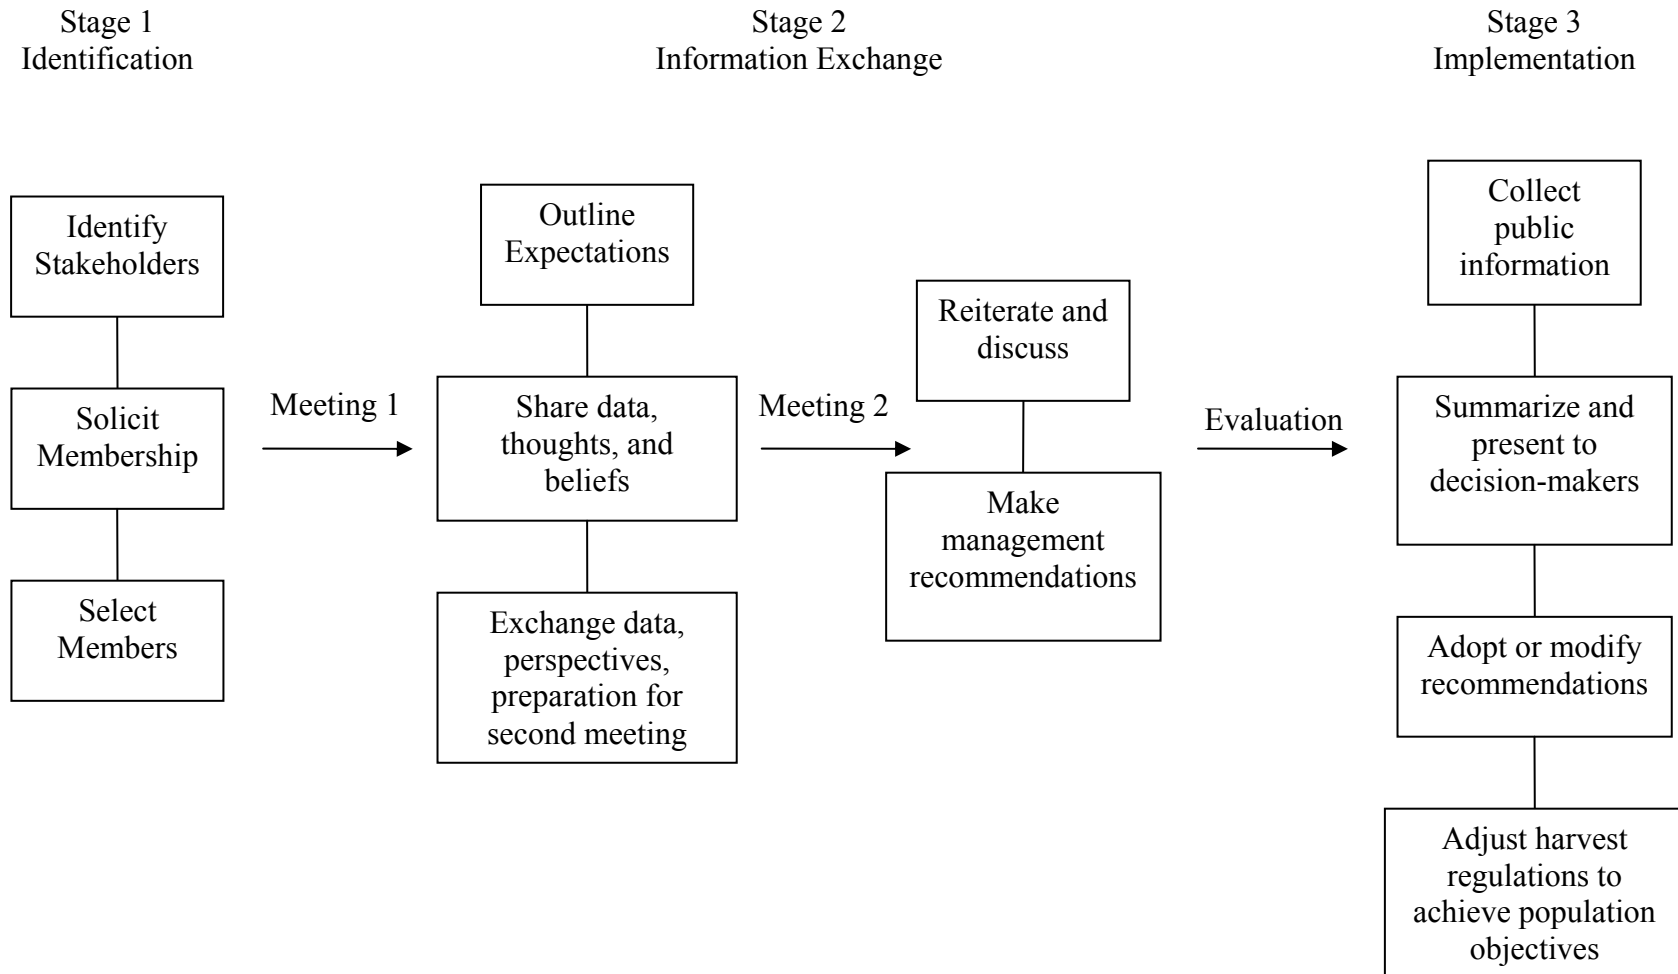 Stage 1
Identification
Stage 2
Information Exchange
Stage 3
Implementation
Identify
Stakeholders
Solicit
Membership
Select
Members
Meeting 1
Outline
Expectations
Share data,
thoughts, and
beliefs
Exchange data,
perspectives,
preparation for
second meeting
Meeting 2
Reiterate and
discuss
Make
management
recommendations
Evaluation
Collect
public
information
Summarize and
present to
decision-makers
Adopt or modify
recommendations
Adjust harvest
regulations to
achieve population
objectives